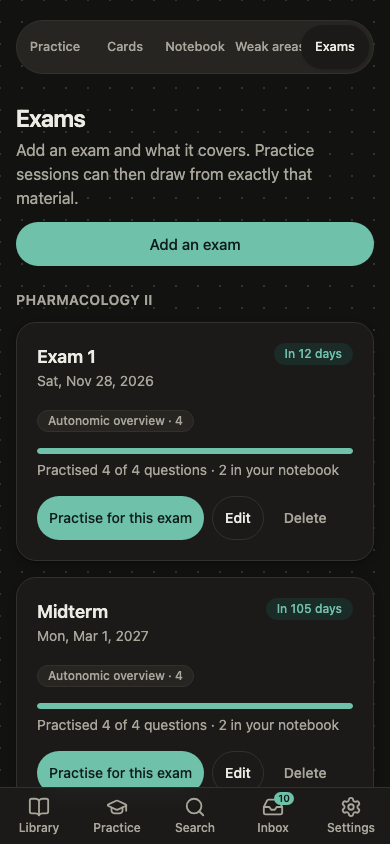 Practice
Cards
Notebook
Weak areas
Exams
Exams
Add an exam and what it covers. Practice
sessions can then draw from exactly that
material.
Add an exam
PHARMACOLOGY II
Exam 1
In 12 days
Sat, Nov 28, 2026
Autonomic overview · 4
Practised 4 of 4 questions · 2 in your notebook
Practise for this exam
Edit
Delete
Midterm
In 105 days
Mon, Mar 1, 2027
Autonomic overview · 4
Practised 4 of 4 questions · 2 in your notebook
Practise for this exam
Edit
Delete
10
Library
Practice
Search
Inbox
Settings